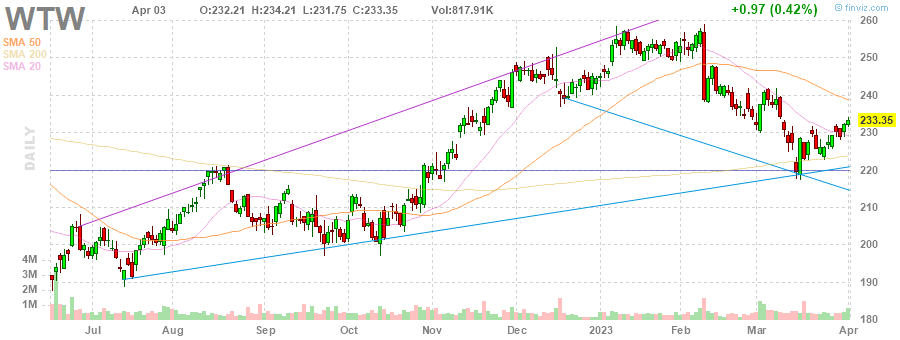 WTW Apr 03 O:232.21 H:234.21 L:231.75 C:233.35 Vol:817.91K +0.97 (0.42%) © finviz.com
SMA 50
SMA 200
SMA 20
DAILY
260
250
240
233.35
230
220
210
200
190
180
4M
3M
2M
1M
Jul Aug Sep Oct Nov Dec 2023 Feb Mar Apr